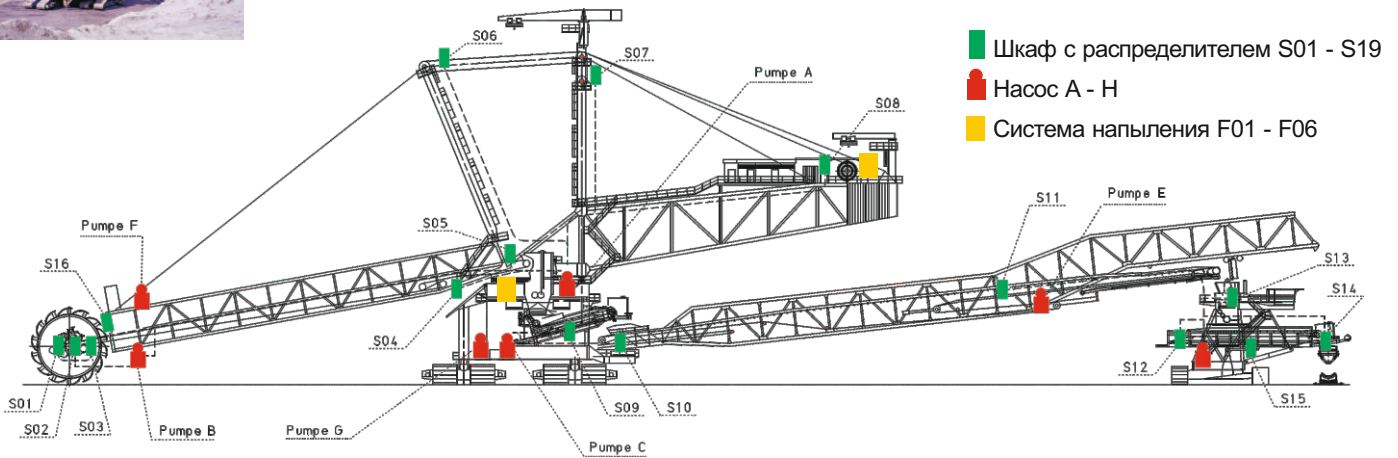 S06
S07
Pumpe A
Шкаф с распределителем S01 - S19
Насос A - H
Система напыления F01 - F06
S08
S11
Pumpe E
Pumpe F
S05
S16
S13
S14
S04
S12
S01
S02
S03
Pumpe B
Pumpe G
S09
S10
S15
Pumpe C